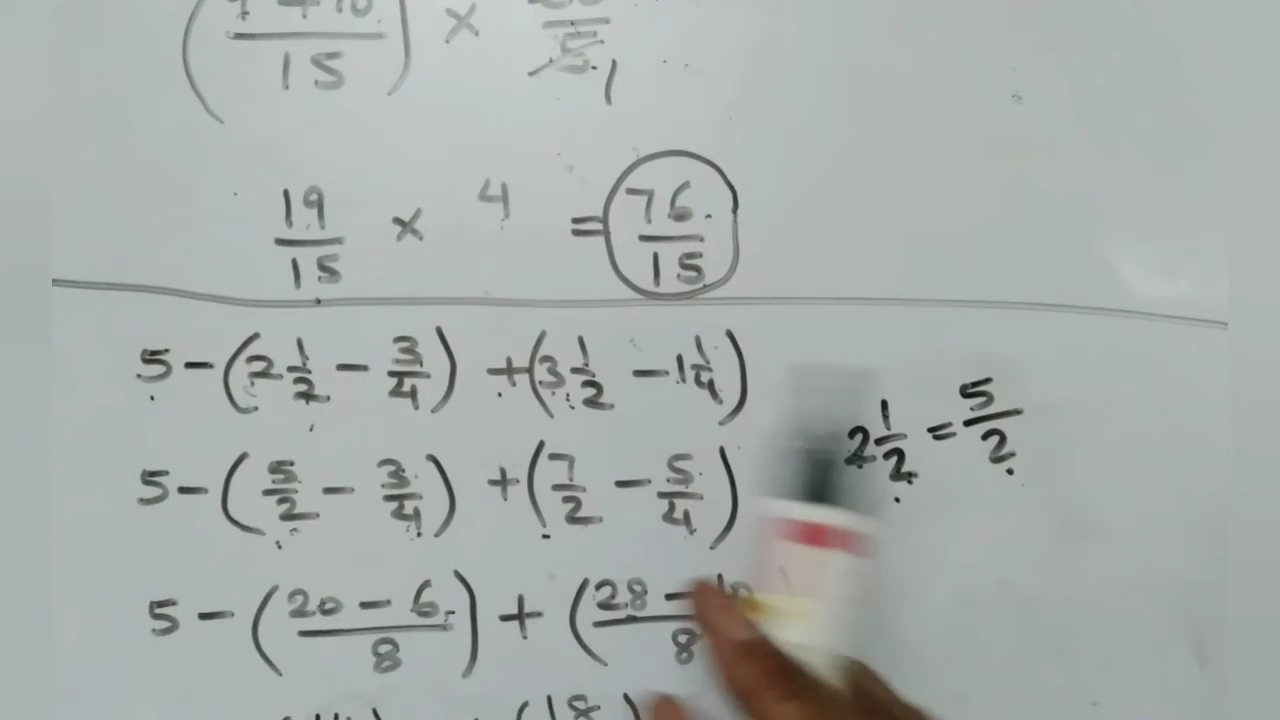 15 ) ×
19/15 × 4 = 76/15
5 - (2 1/2 - 3/4) + (3 1/2 - 1 1/4)
2 1/2 = 5/2
5 - (5/2 - 3/4) + (7/2 - 5/4)
5 - (20 - 6 / 8) + (28 - 10 / 8
(18)